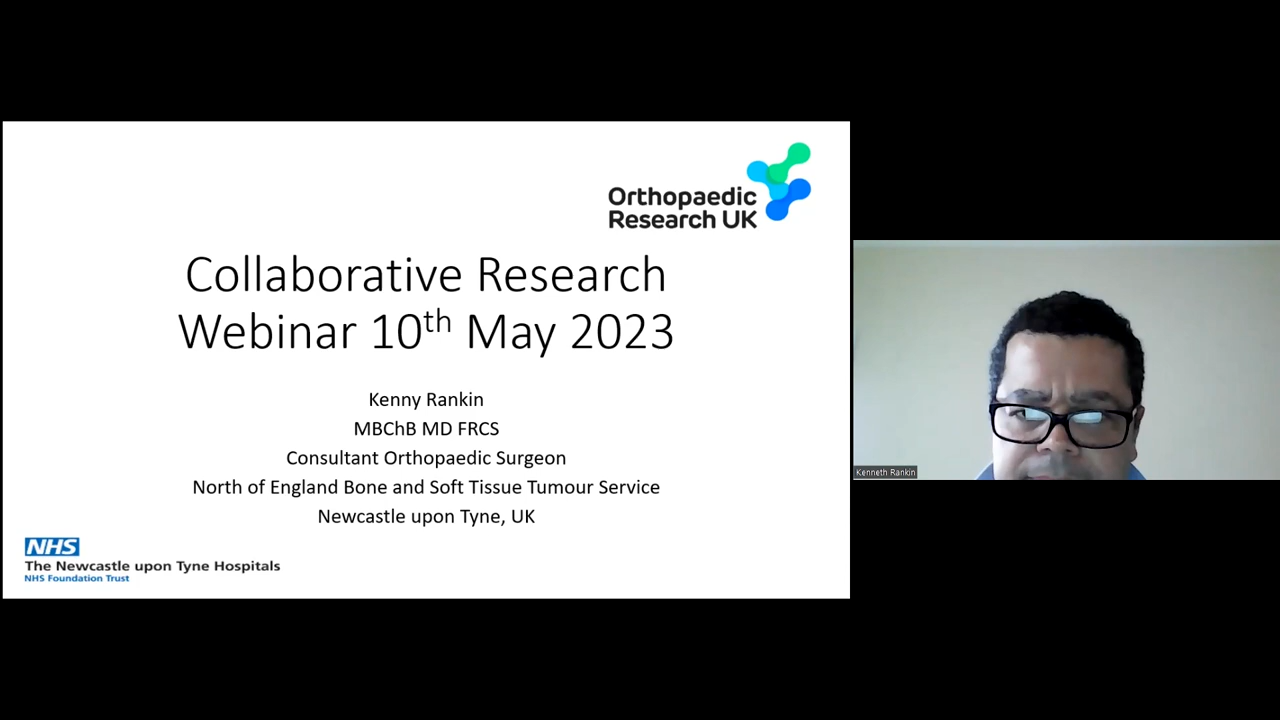 Orthopaedic
Research UK
Collaborative Research
Webinar 10th May 2023
Kenny Rankin
MBChB MD FRCS
Consultant Orthopaedic Surgeon
North of England Bone and Soft Tissue Tumour Service
Newcastle upon Tyne, UK
NHS
The Newcastle upon Tyne Hospitals
NHS Foundation Trust
Kenneth Rankin